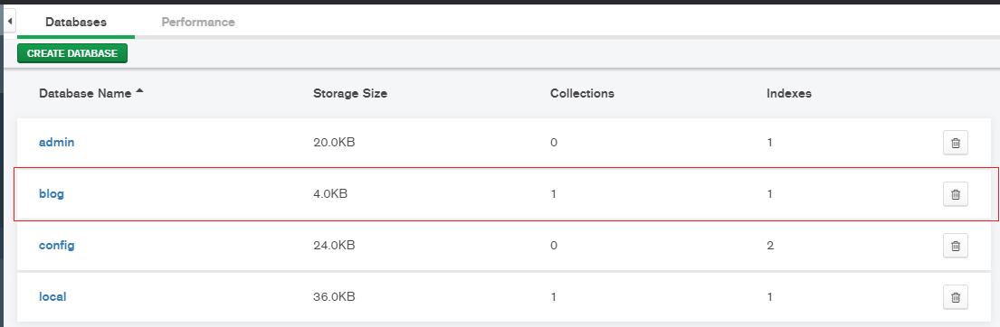 Databases Performance
CREATE DATABASE
Database Name Storage Size Collections Indexes
admin 20.0KB 0 1
blog 4.0KB 1 1
config 24.0KB 0 2
local 36.0KB 1 1